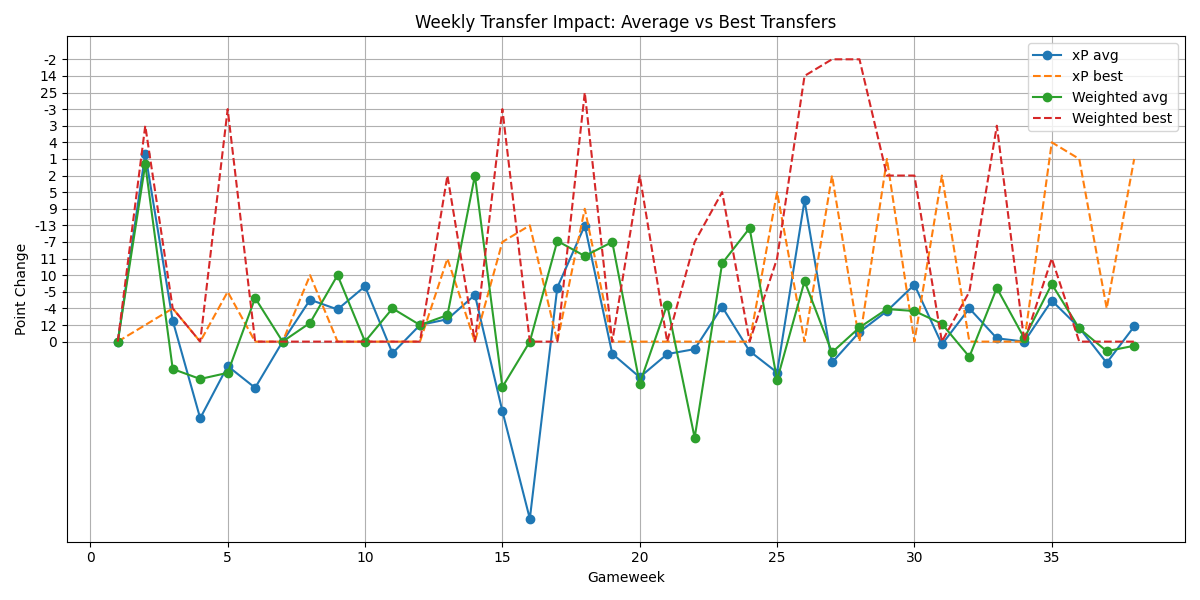 Weekly Transfer Impact: Average vs Best Transfers
Point Change
-2
14
25
-3
3
4
1
2
5
9
-13
-7
11
10
-5
-4
12
0
xP avg
xP best
Weighted avg
Weighted best
0 5 10 15 20 25 30 35
Gameweek